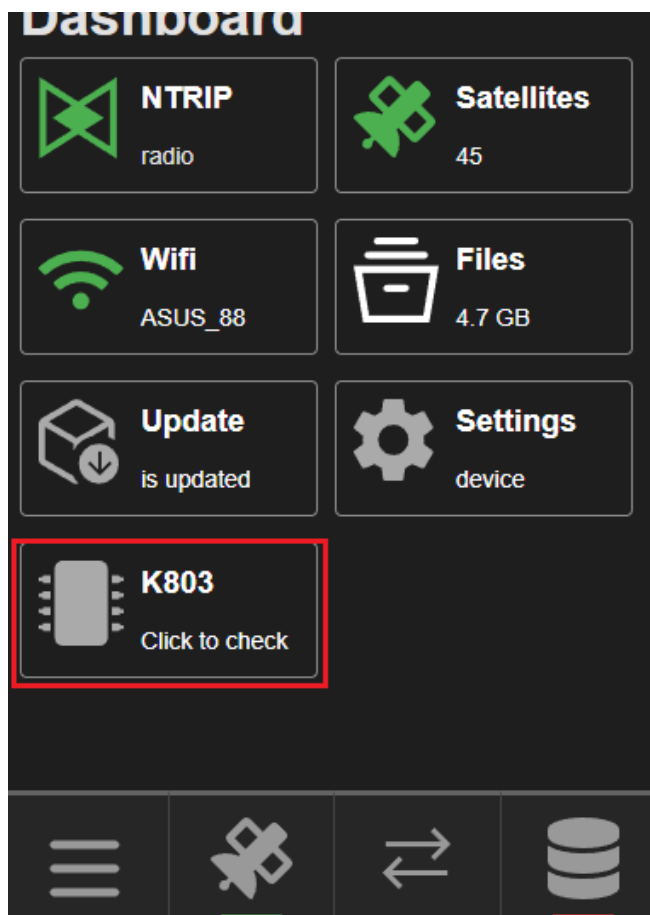 Dashboard
NTRIP
radio
Satellites
45
Wifi
ASUS_88
Files
4.7 GB
Update
is updated
Settings
device
K803
Click to check